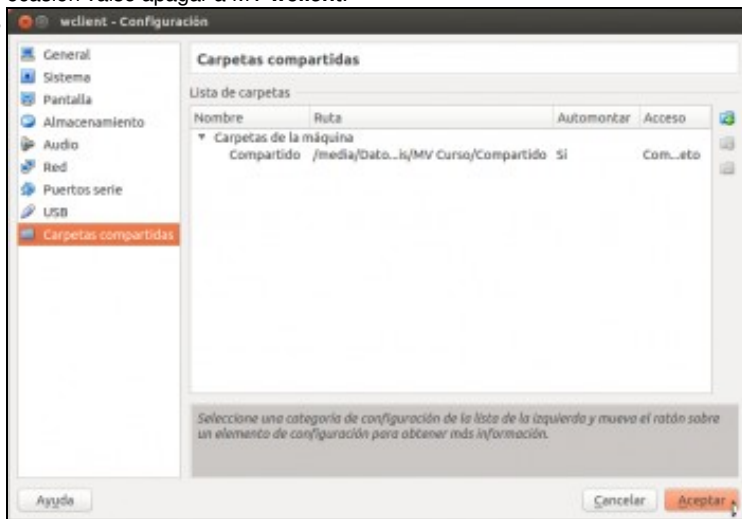 wclient - Configuración
General
Sistema
Pantalla
Almacenamiento
Audio
Red
Puertos serie
USB
Carpetas compartidas
Carpetas compartidas
Lista de carpetas
Nombre Ruta Automontar Acceso
Carpetas de la máquina
Compartido /media/Dato...is/MV Curso/Compartido Sí Com...eto
Seleccione una categoría de configuración de la lista de la izquierda y mueva el ratón sobre
un elemento de configuración para obtener más información.
Ayuda Cancelar Aceptar